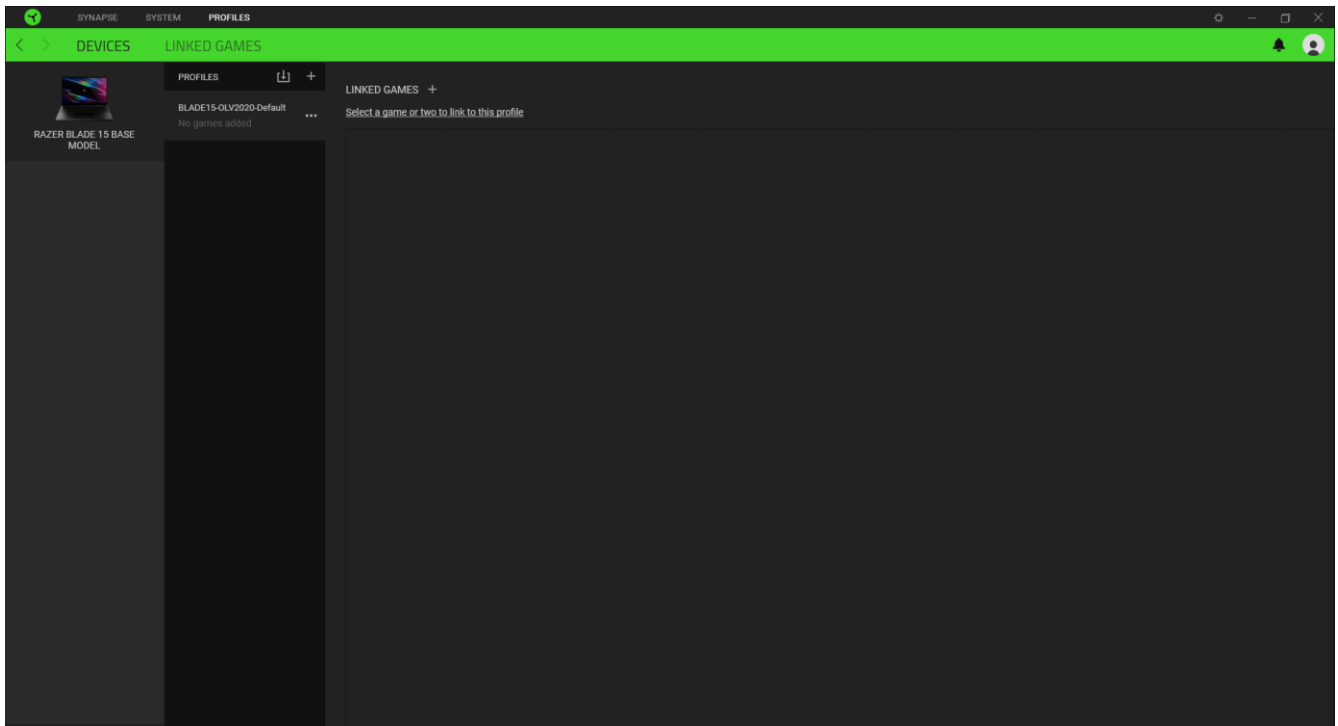 SYNAPSE SYSTEM PROFILES
DEVICES LINKED GAMES
RAZER BLADE 15 BASE
MODEL
PROFILES
BLADE15-OLV2020-Default
No games added
LINKED GAMES
Select a game or two to link to this profile